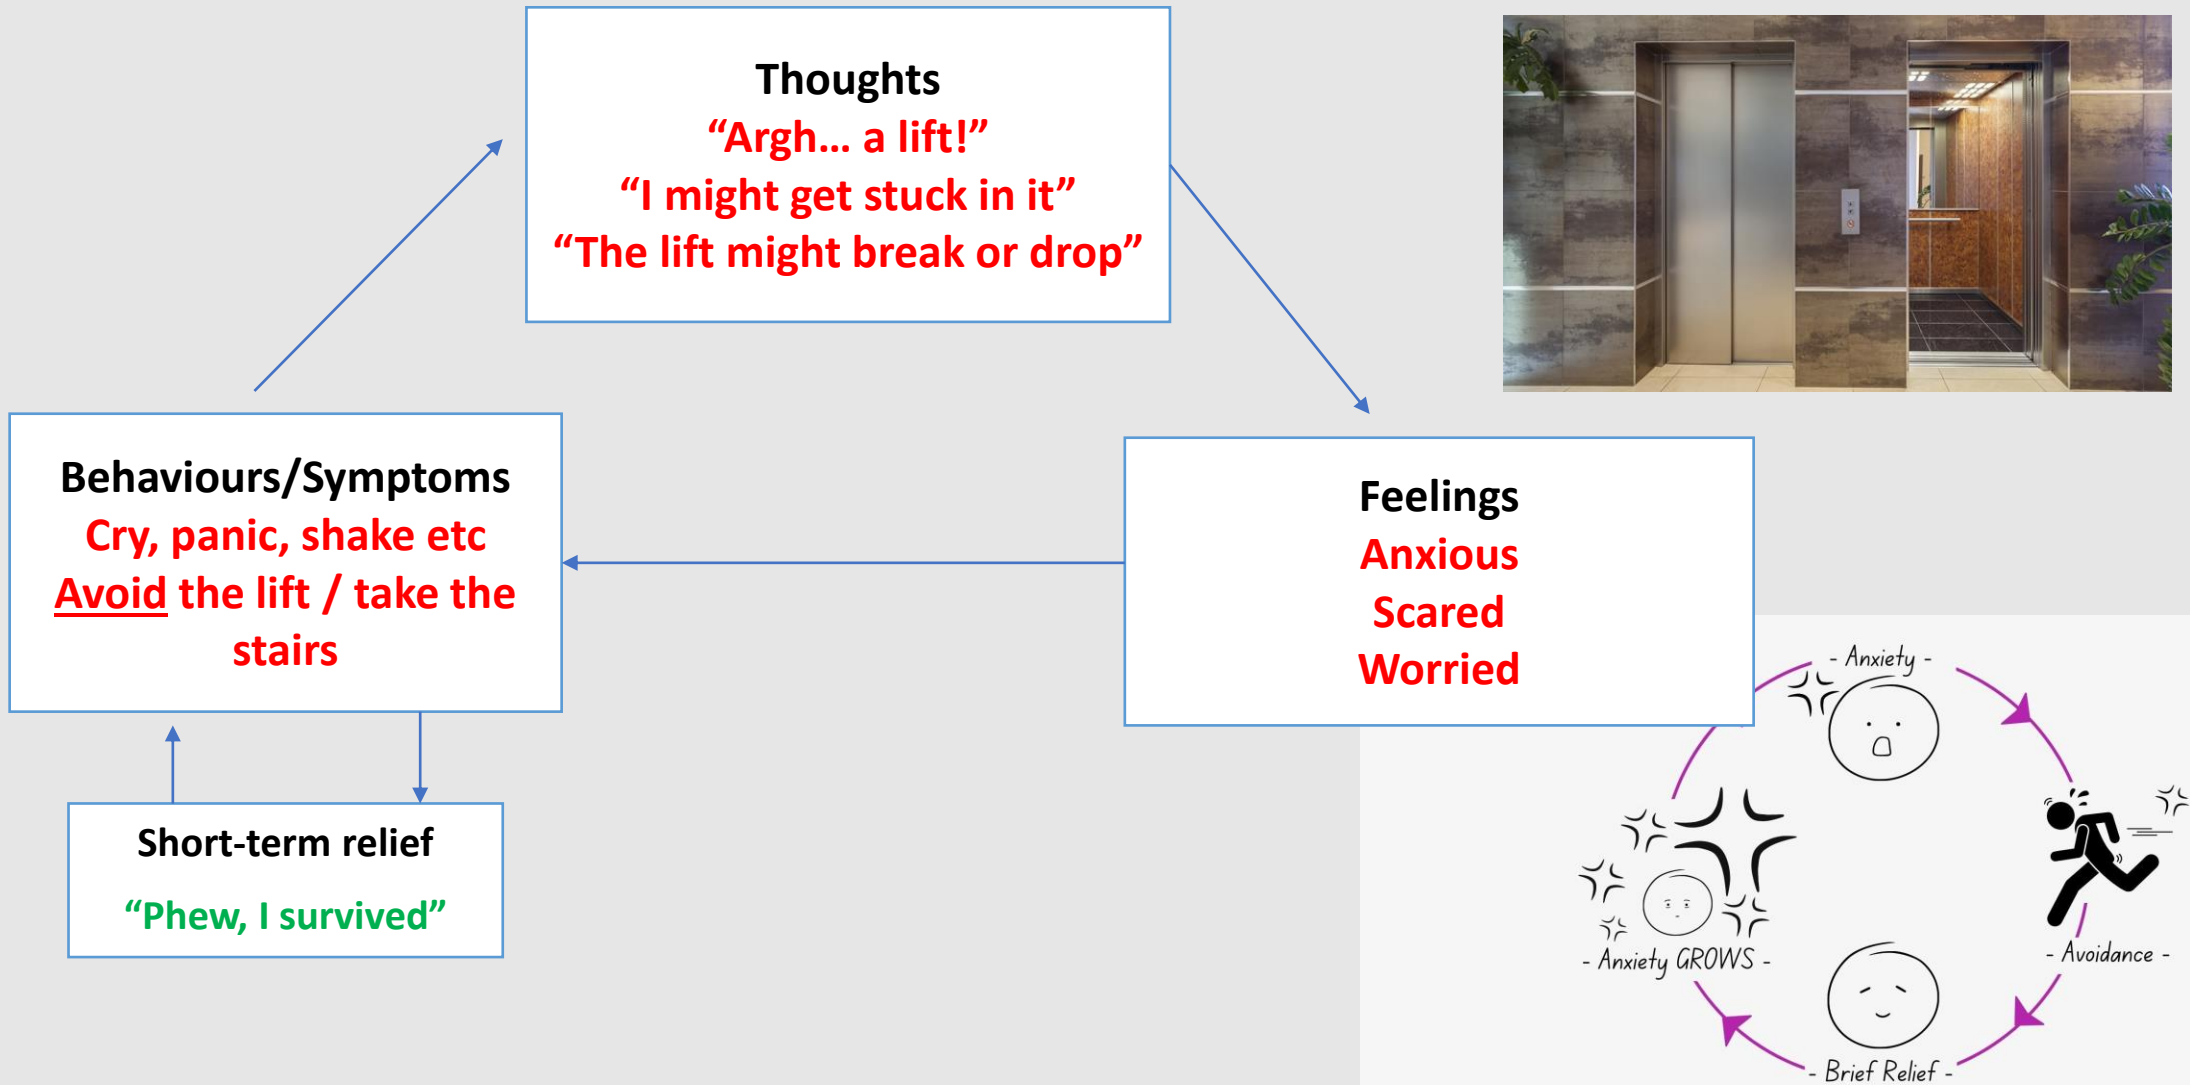 Thoughts
“Argh... a lift!”
“I might get stuck in it”
“The lift might break or drop”
Behaviours/Symptoms
Cry, panic, shake etc
Avoid the lift / take the
stairs
Feelings
Anxious
Scared
Worried
Short-term relief
“Phew, I survived”
- Anxiety -
- Avoidance -
- Brief Relief -
- Anxiety GROWS -